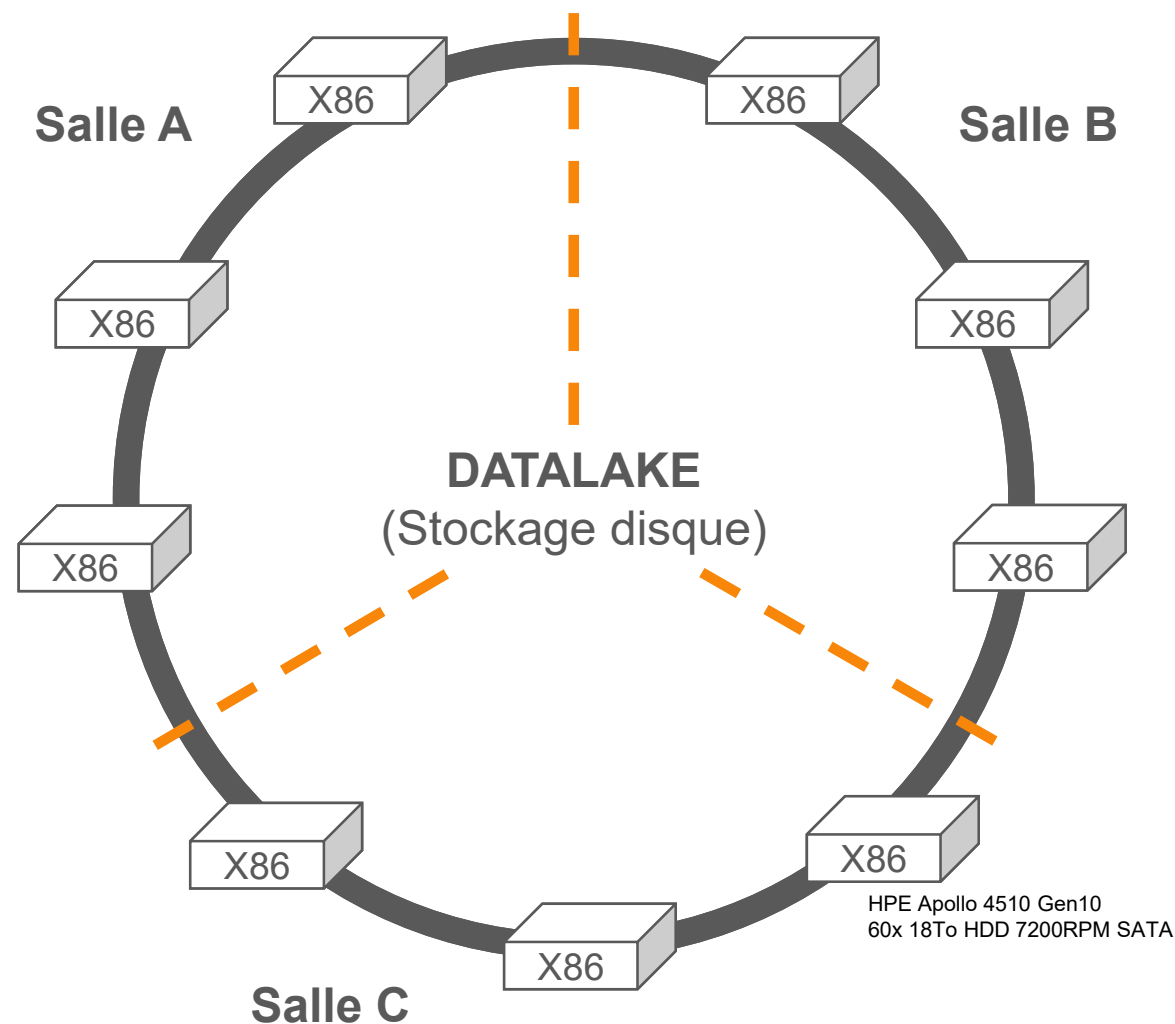 X86
X86
Salle A
Salle B
X86
X86
DATALAKE
(Stockage disque)
X86
X86
X86
X86
HPE Apollo 4510 Gen10
60x 18To HDD 7200RPM SATA
X86
Salle C